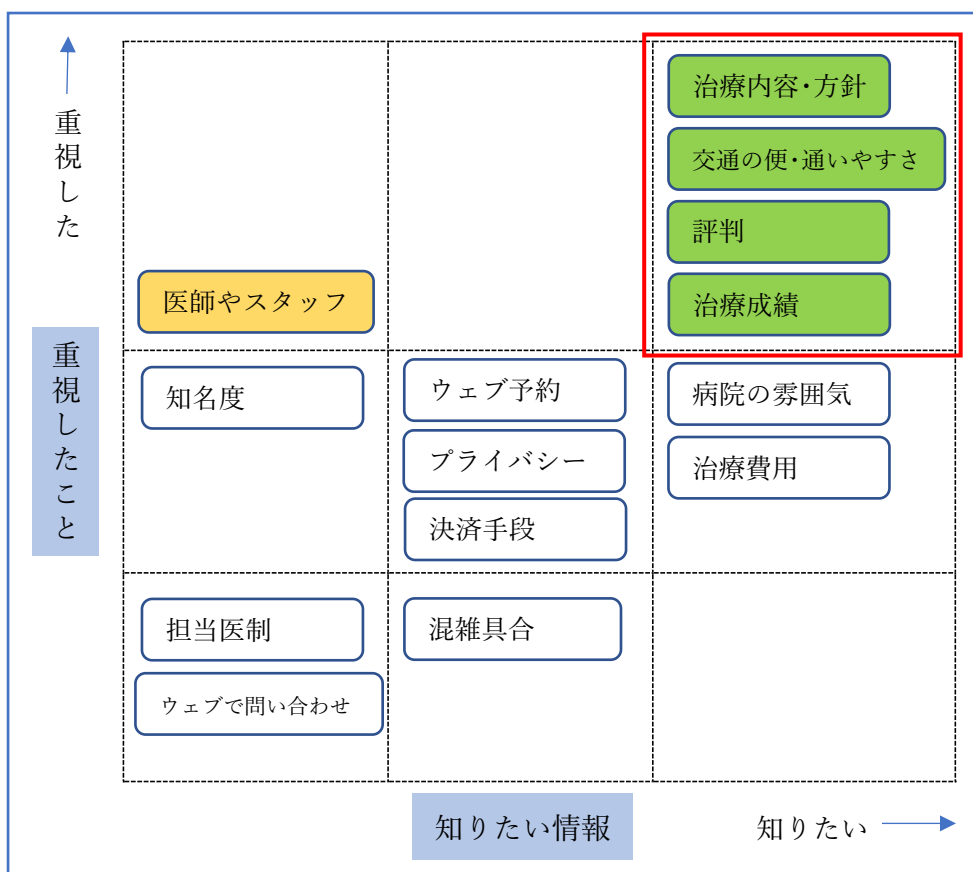 重視した
治療内容・方針
交通の便・通いやすさ
評判
医師やスタッフ
治療成績
重視したこと
知名度
ウェブ予約
プライバシー
決済手段
病院の雰囲気
治療費用
担当医制
ウェブで問い合わせ
混雑具合
知りたい情報
知りたい